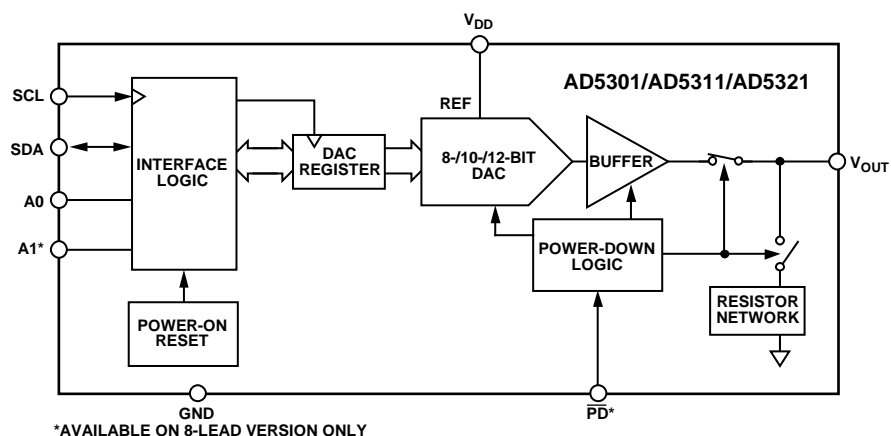 VDD
AD5301/AD5311/AD5321
SCL
REF
SDA
INTERFACE
LOGIC
DAC
REGISTER
8-/10-/12-BIT
DAC
BUFFER
VOUT
A0
A1*
POWER-DOWN
LOGIC
RESISTOR
NETWORK
POWER-ON
RESET
GND
P̅D̅*
*AVAILABLE ON 8-LEAD VERSION ONLY